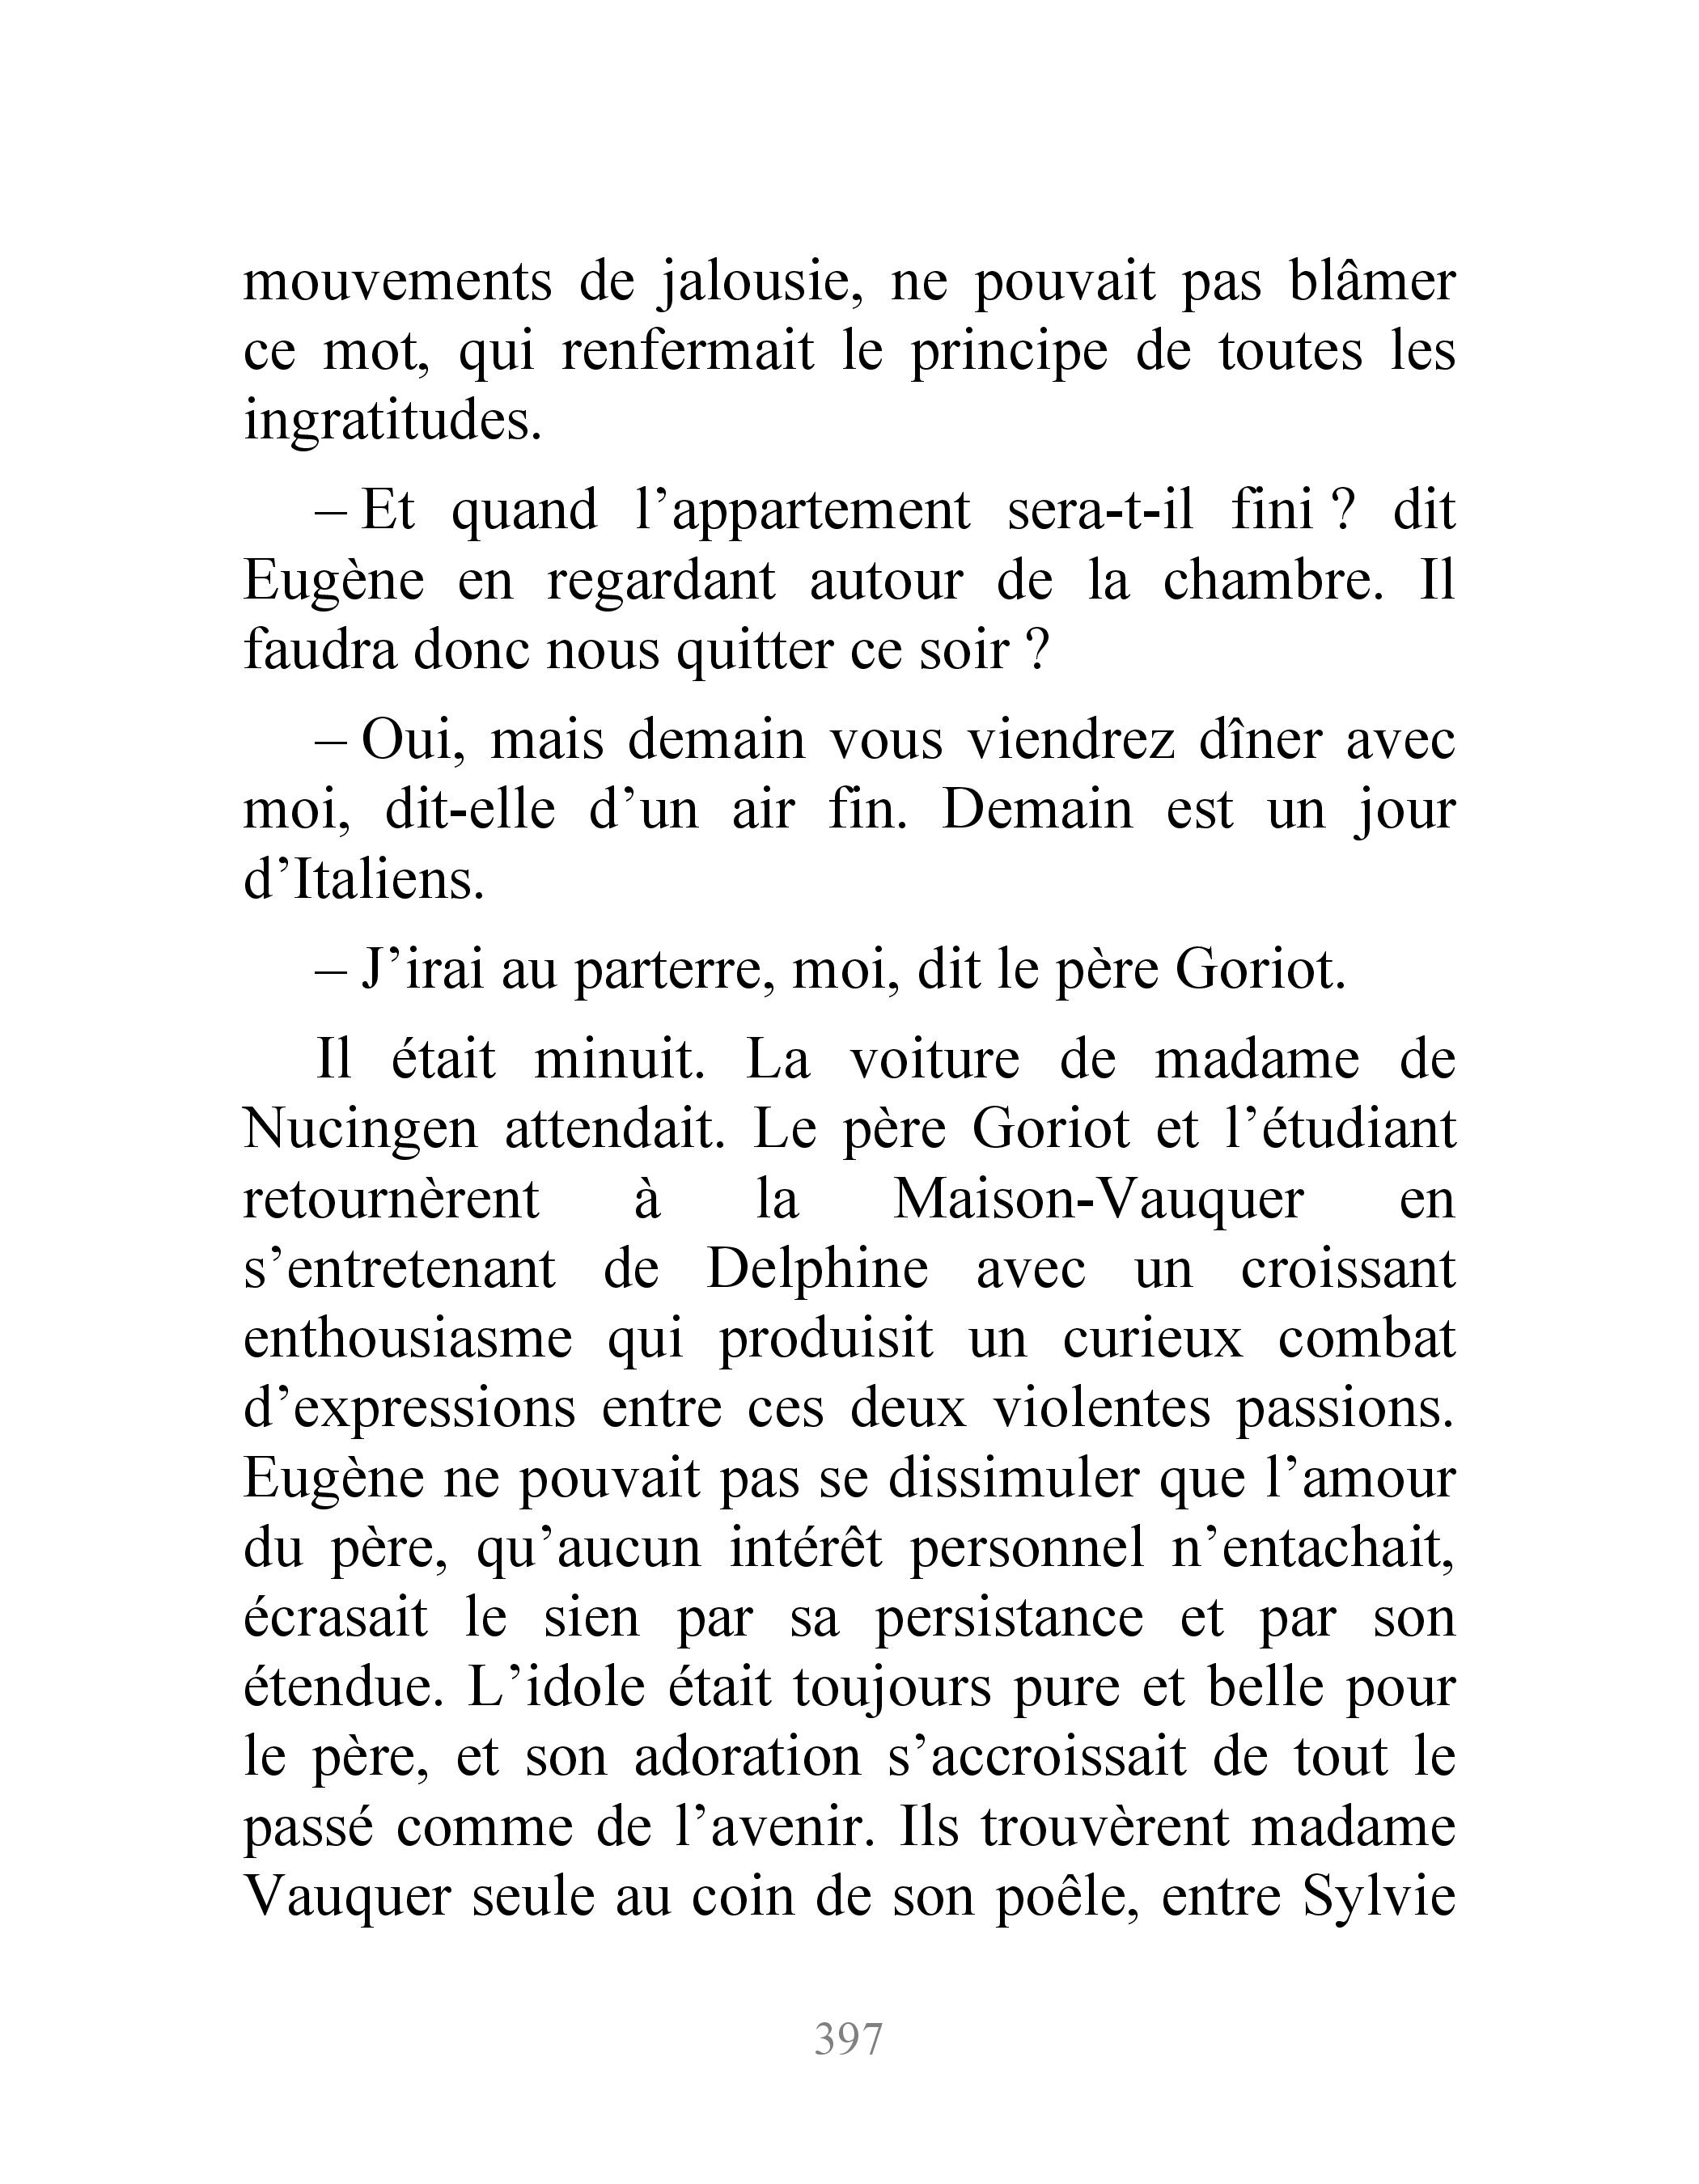 mouvements de jalousie, ne pouvait pas blâmer
ce mot, qui renfermait le principe de toutes les
ingratitudes.
– Et quand l’appartement sera-t-il fini ? dit
Eugène en regardant autour de la chambre. Il
faudra donc nous quitter ce soir ?
– Oui, mais demain vous viendrez dîner avec
moi, dit-elle d’un air fin. Demain est un jour
d’Italiens.
– J’irai au parterre, moi, dit le père Goriot.
Il était minuit. La voiture de madame de
Nucingen attendait. Le père Goriot et l’étudiant
retournèrent à la Maison-Vauquer en
s’entretenant de Delphine avec un croissant
enthousiasme qui produisit un curieux combat
d’expressions entre ces deux violentes passions.
Eugène ne pouvait pas se dissimuler que l’amour
du père, qu’aucun intérêt personnel n’entachait,
écrasait le sien par sa persistance et par son
étendue. L’idole était toujours pure et belle pour
le père, et son adoration s’accroissait de tout le
passé comme de l’avenir. Ils trouvèrent madame
Vauquer seule au coin de son poêle, entre Sylvie
397